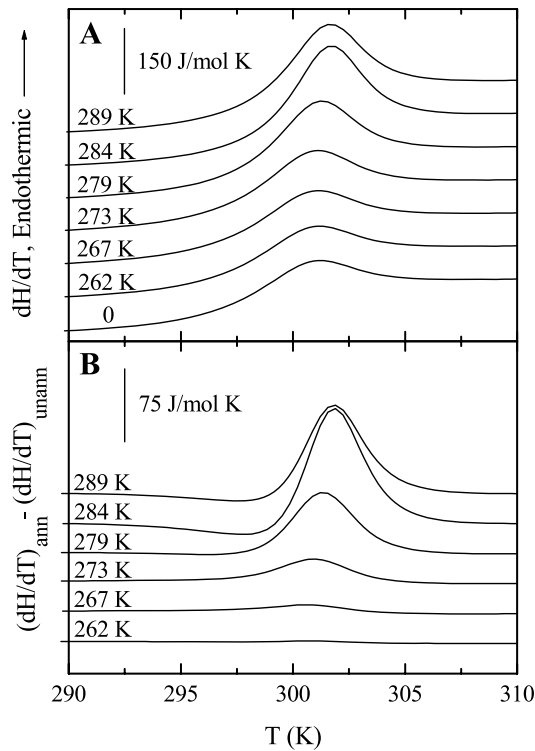 A
150 J/mol K
289 K
284 K
279 K
273 K
267 K
262 K
0
dH/dT, Endothermic
B
75 J/mol K
289 K
284 K
279 K
273 K
267 K
262 K
(dH/dT)ann - (dH/dT)unann
290 295 300 305 310
T (K)